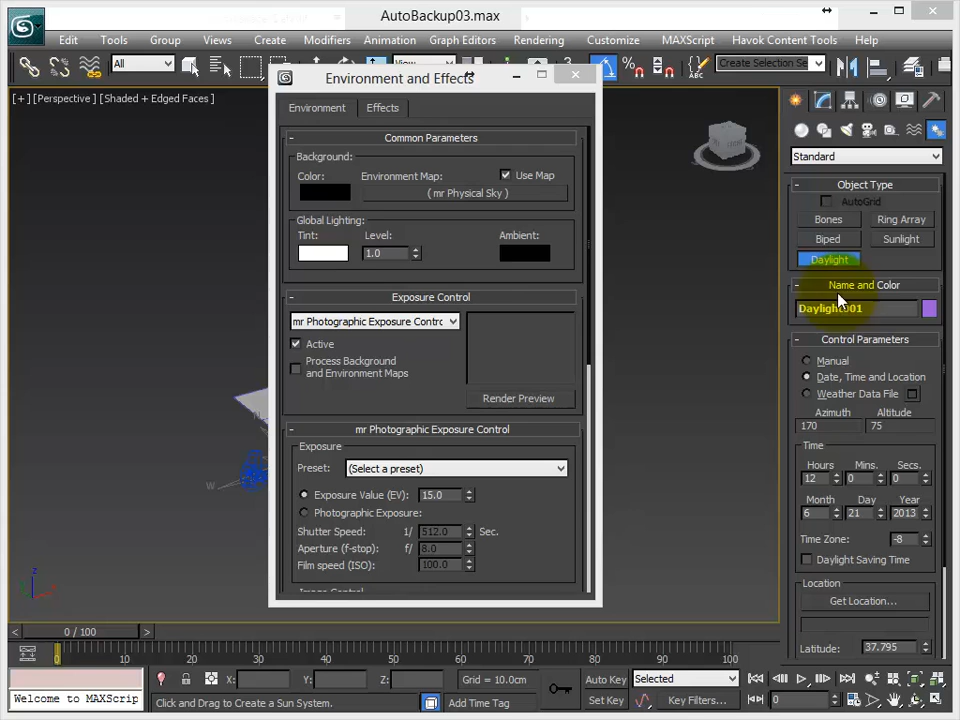 AutoBackup03.max
Edit Tools Group Views Create Modifiers Animation Graph Editors Rendering Customize MAXScript Havok Content Tools Help
All
View
Create Selection Se
[+] [Perspective] [Shaded + Edged Faces]
Environment and Effects
Environment Effects
- Common Parameters
Background:
Color: Environment Map: Use Map
( mr Physical Sky )
Global Lighting:
Tint: Level: Ambient:
1.0
- Exposure Control
mr Photographic Exposure Contrc
Active
Process Background
and Environment Maps
Render Preview
- mr Photographic Exposure Control
Exposure
Preset: (Select a preset)
Exposure Value (EV): 15.0
Photographic Exposure:
Shutter Speed: 1/ 512.0 Sec.
Aperture (f-stop): f/ 8.0
Film speed (ISO): 100.0
Image Control
Standard
- Object Type
AutoGrid
Bones Ring Array
Biped Sunlight
Daylight
- Name and Color
Daylight001
- Control Parameters
Manual
Date, Time and Location
Weather Data File
Azimuth Altitude
170 75
Time
Hours Mins. Secs.
12 0 0
Month Day Year
6 21 2013
Time Zone: -8
Daylight Saving Time
Location
Get Location...
Latitude: 37.795
N
W
z
< 0 / 100 >
0 10 20 30 40 50 60 70 80 90 100
X: Y: Z: Grid = 10.0cm Auto Key Selected
Welcome to MAXScrip
Click and Drag to Create a Sun System. Add Time Tag Set Key Key Filters... 0